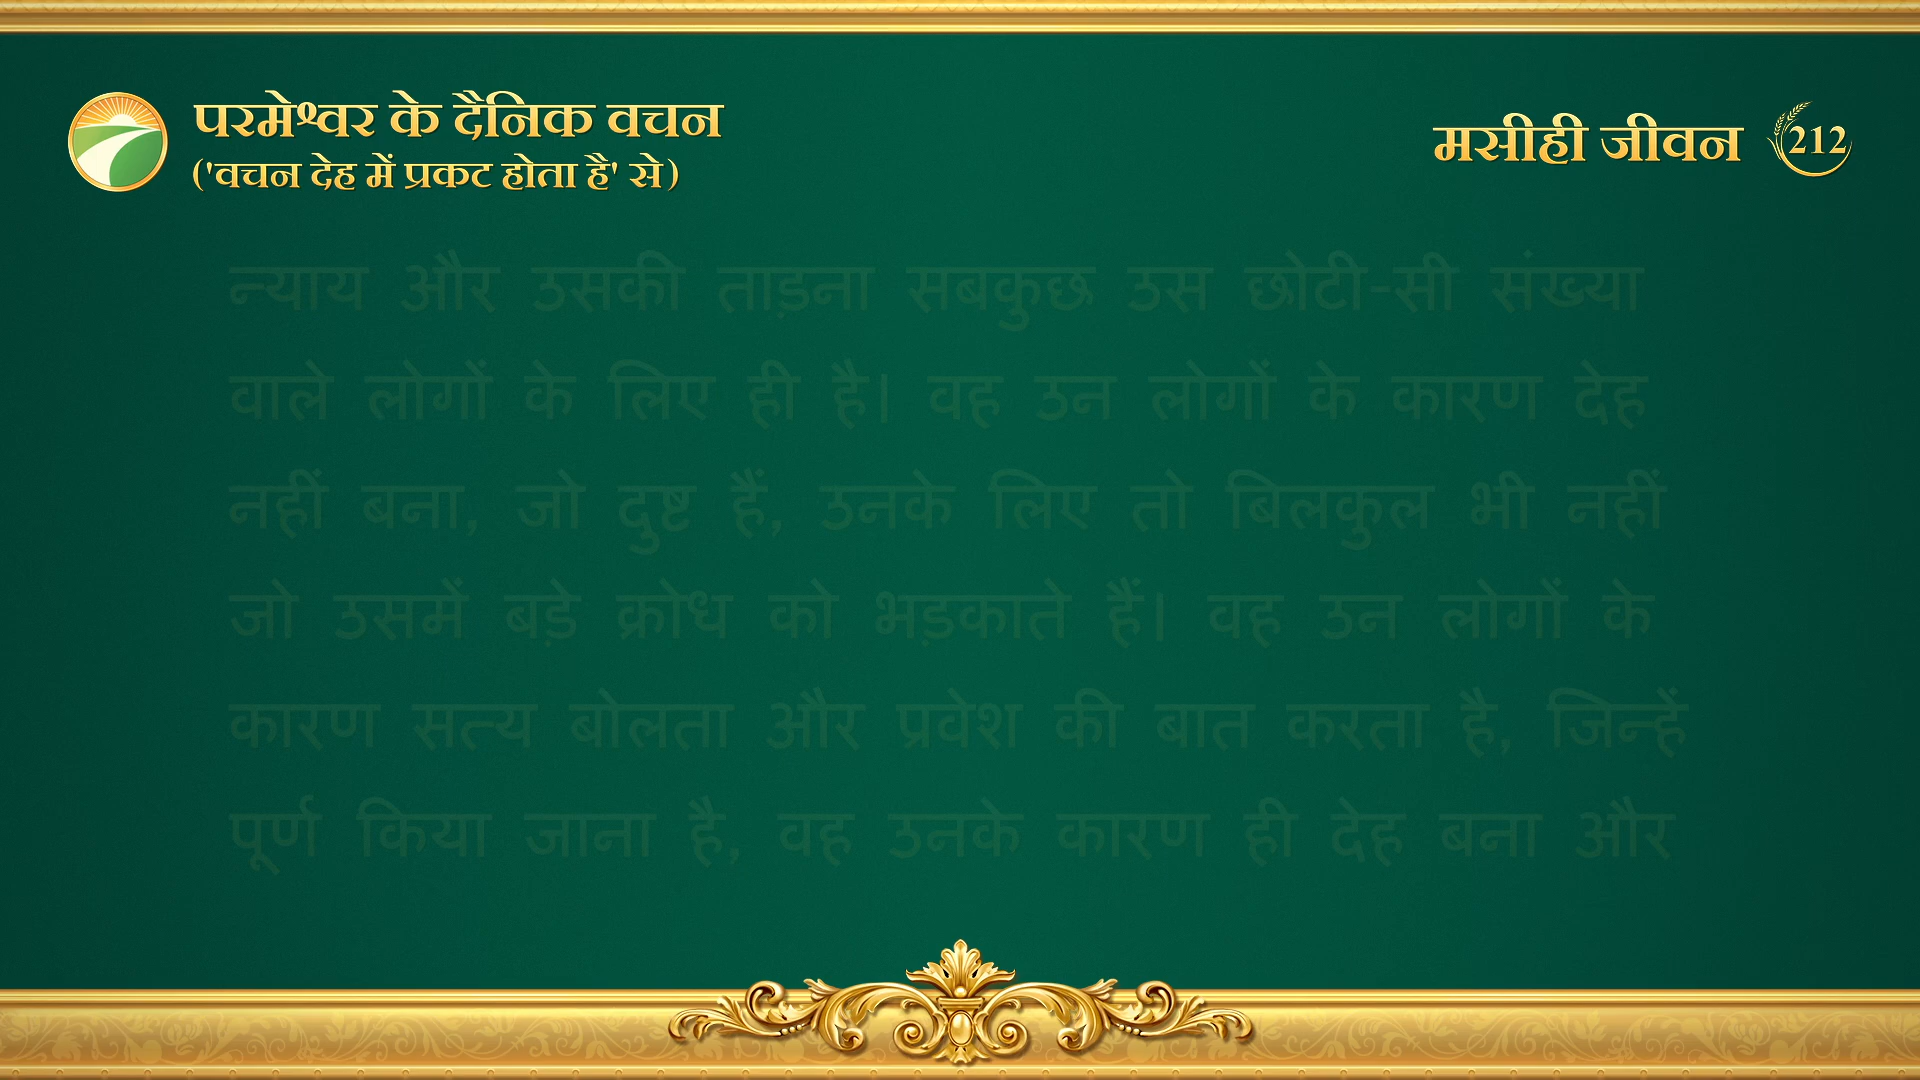 परमेश्वर के दैनिक वचन
('वचन देह में प्रकट होता है' से)
मसीही जीवन 212
न्याय और उसकी ताड़ना सबकुछ उस छोटी-सी संख्या
वाले लोगों के लिए ही है। वह उन लोगों के कारण देह
नहीं बना, जो दुष्ट हैं, उनके लिए तो बिलकुल भी नहीं
जो उसमें बड़े क्रोध को भड़काते हैं। वह उन लोगों के
कारण सत्य बोलता और प्रवेश की बात करता है, जिन्हें
पूर्ण किया जाना है, वह उनके कारण ही देह बना और